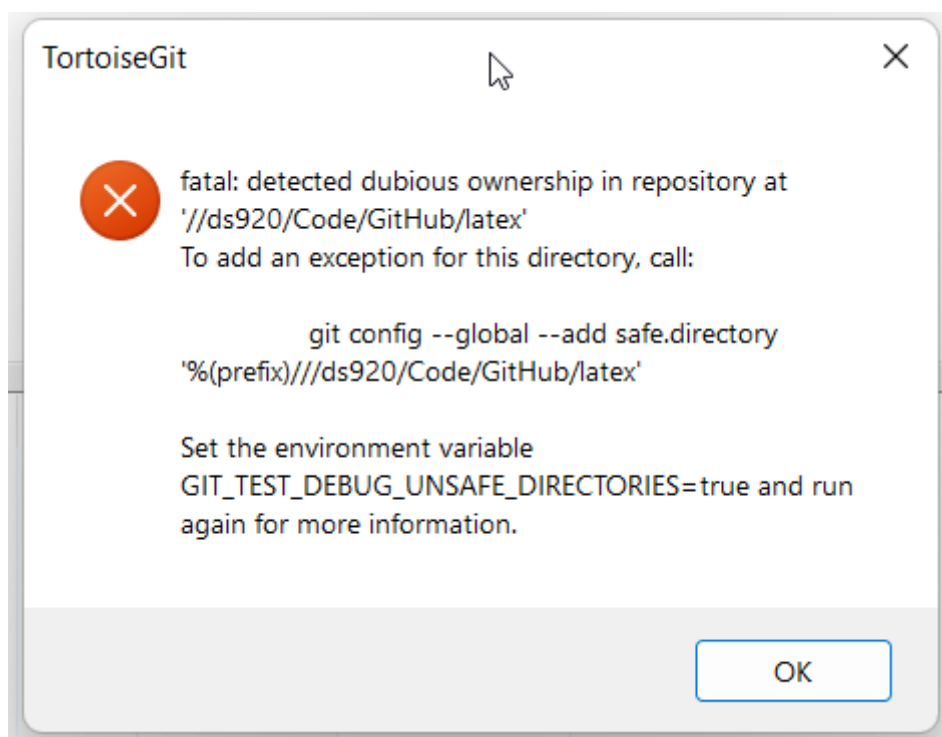 TortoiseGit
fatal: detected dubious ownership in repository at
'//ds920/Code/GitHub/latex'
To add an exception for this directory, call:
git config --global --add safe.directory
'%(prefix)///ds920/Code/GitHub/latex'
Set the environment variable
GIT_TEST_DEBUG_UNSAFE_DIRECTORIES=true and run
again for more information.
OK